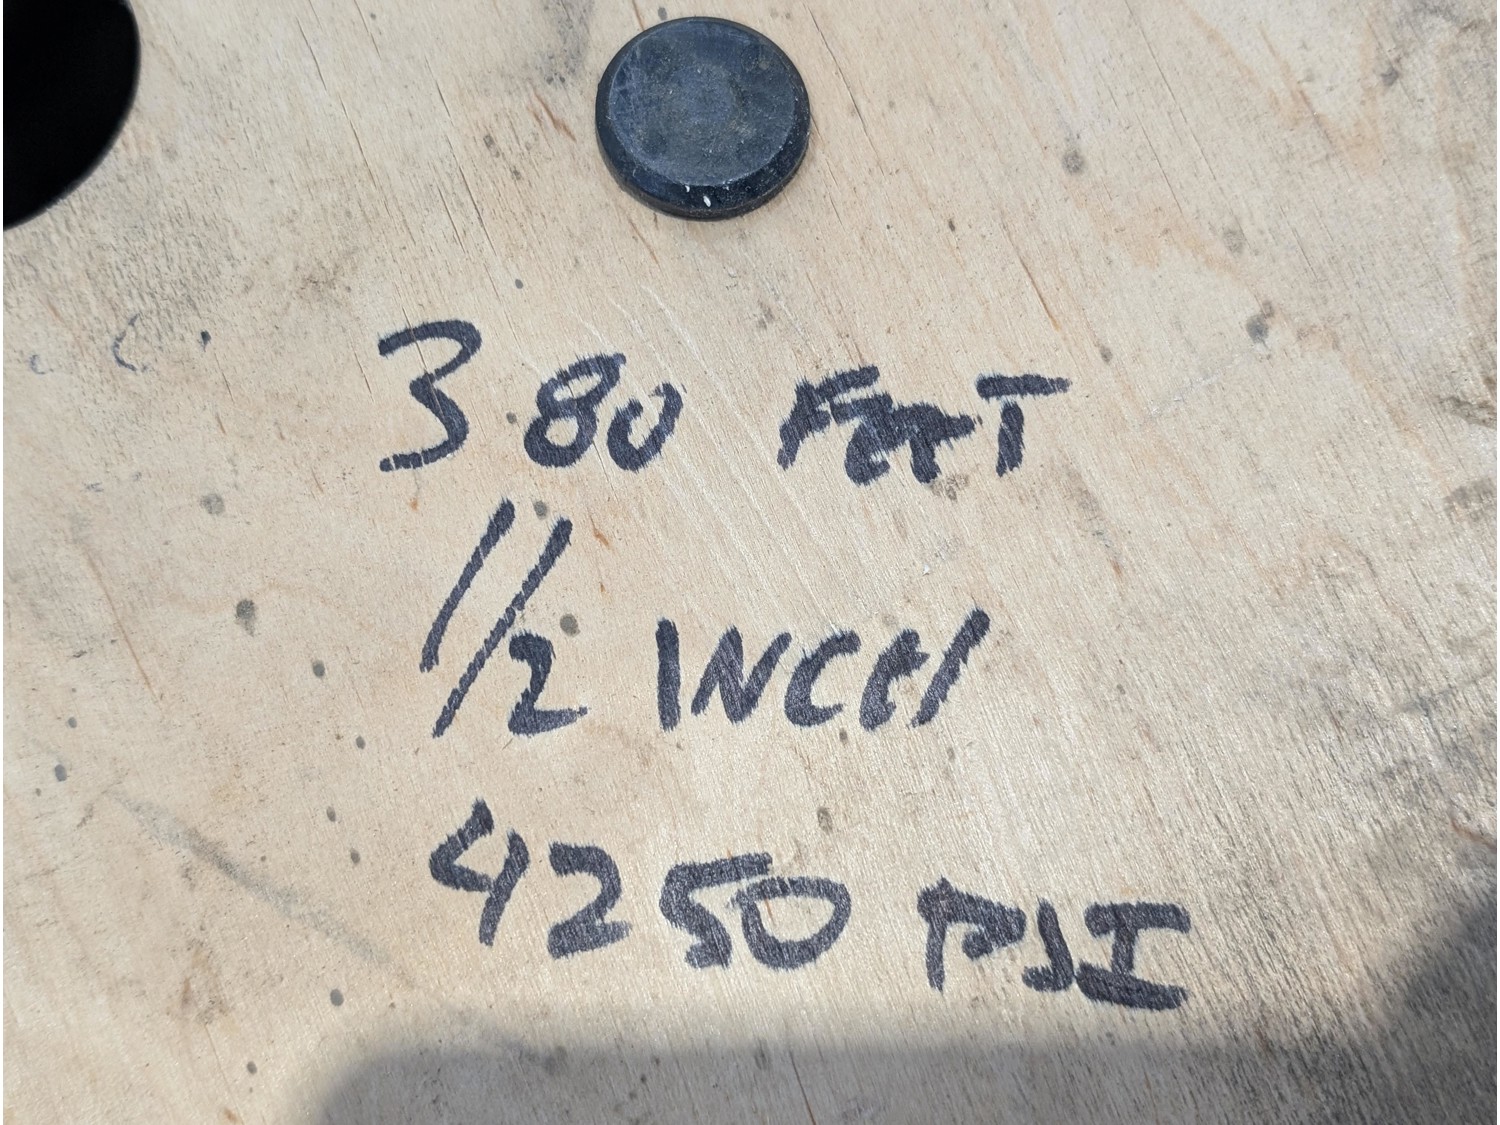 380 FEET
1/2 INCH
4250 PSI